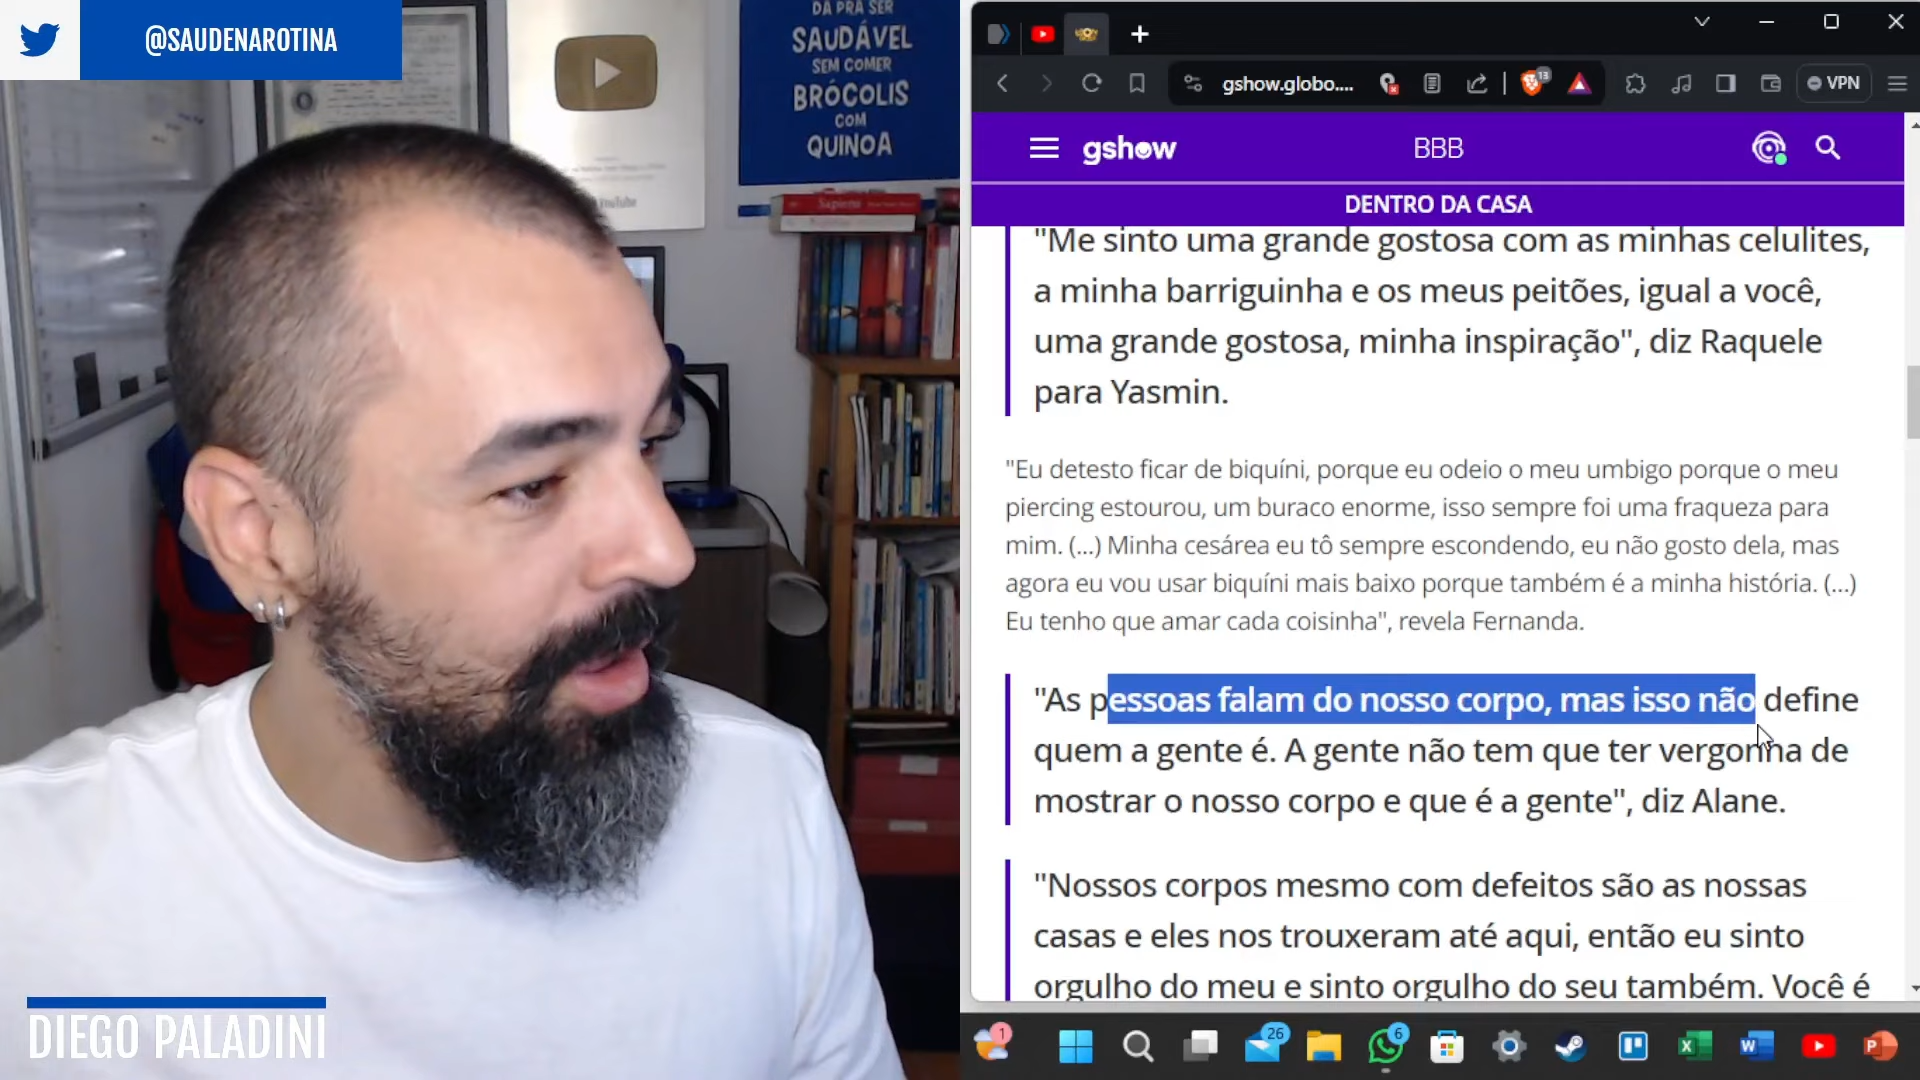 @SAUDENAROTINA
DÁ PRA SER
SAUDÁVEL
SEM COMER
BRÓCOLIS
COM
QUINOA
YouTube
Sapiens
DIEGO PALADINI
gshow.globo....
13
VPN
gshow
BBB
DENTRO DA CASA
"Me sinto uma grande gostosa com as minhas celulites,
a minha barriguinha e os meus peitões, igual a você,
uma grande gostosa, minha inspiração", diz Raquele
para Yasmin.
"Eu detesto ficar de biquíni, porque eu odeio o meu umbigo porque o meu
piercing estourou, um buraco enorme, isso sempre foi uma fraqueza para
mim. (...) Minha cesárea eu tô sempre escondendo, eu não gosto dela, mas
agora eu vou usar biquíni mais baixo porque também é a minha história. (...)
Eu tenho que amar cada coisinha", revela Fernanda.
"As pessoas falam do nosso corpo, mas isso não define
quem a gente é. A gente não tem que ter vergonha de
mostrar o nosso corpo e que é a gente", diz Alane.
"Nossos corpos mesmo com defeitos são as nossas
casas e eles nos trouxeram até aqui, então eu sinto
orgulho do meu e sinto orgulho do seu também. Você é
1
26
6